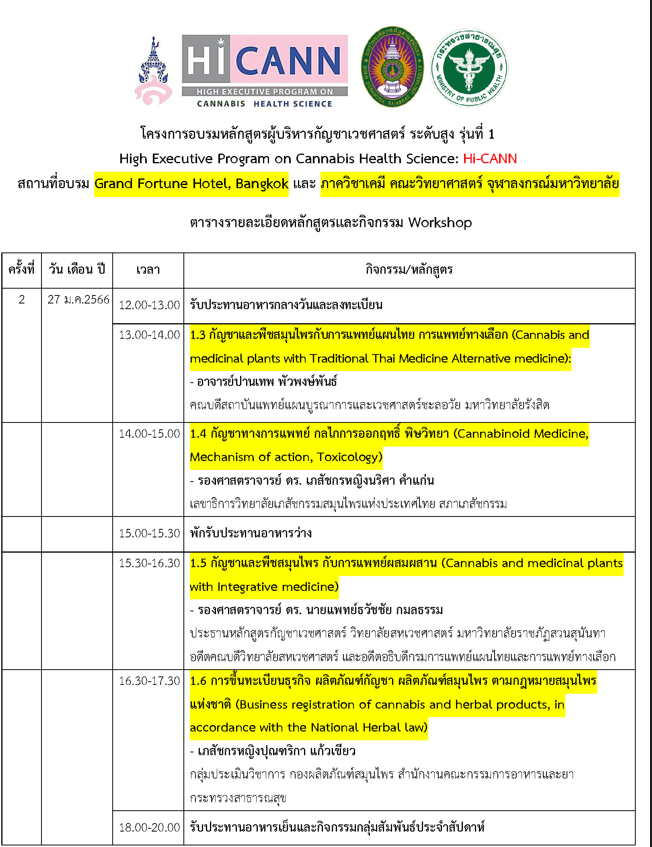 Hi CANN
HIGH EXECUTIVE PROGRAM ON
CANNABIS HEALTH SCIENCE
กระทรวงสาธารณสุข
MINISTRY OF PUBLIC HEALTH
โครงการอบรมหลักสูตรผู้บริหารกัญชาเวชศาสตร์ ระดับสูง รุ่นที่ 1
High Executive Program on Cannabis Health Science: Hi-CANN
สถานที่อบรม Grand Fortune Hotel, Bangkok และ ภาควิชาเคมี คณะวิทยาศาสตร์ จุฬาลงกรณ์มหาวิทยาลัย
ตารางรายละเอียดหลักสูตรและกิจกรรม Workshop
ครั้งที่ วัน เดือน ปี เวลา กิจกรรม/หลักสูตร
2 27 ม.ค.2566 12.00-13.00 รับประทานอาหารกลางวันและลงทะเบียน
13.00-14.00 1.3 กัญชาและพืชสมุนไพรกับการแพทย์แผนไทย การแพทย์ทางเลือก (Cannabis and
medicinal plants with Traditional Thai Medicine Alternative medicine):
- อาจารย์ปานเทพ พัวพงษ์พันธ์
คณบดีสถาบันแพทย์แผนบูรณาการและเวชศาสตร์ชะลอวัย มหาวิทยาลัยรังสิต
14.00-15.00 1.4 กัญชาทางการแพทย์ กลไกการออกฤทธิ์ พิษวิทยา (Cannabinoid Medicine,
Mechanism of action, Toxicology)
- รองศาสตราจารย์ ดร. เภสัชกรหญิงนริศา คำแก่น
เลขาธิการวิทยาลัยเภสัชกรรมสมุนไพรแห่งประเทศไทย สภาเภสัชกรรม
15.00-15.30 พักรับประทานอาหารว่าง
15.30-16.30 1.5 กัญชาและพืชสมุนไพร กับการแพทย์ผสมผสาน (Cannabis and medicinal plants
with Integrative medicine)
- รองศาสตราจารย์ ดร. นายแพทย์ธวัชชัย กมลธรรม
ประธานหลักสูตรกัญชาเวชศาสตร์ วิทยาลัยสหเวชศาสตร์ มหาวิทยาลัยราชภัฏสวนสุนันทา
อดีตคณบดีวิทยาลัยสหเวชศาสตร์ และอดีตอธิบดีกรมการแพทย์แผนไทยและการแพทย์ทางเลือก
16.30-17.30 1.6 การขึ้นทะเบียนธุรกิจ ผลิตภัณฑ์กัญชา ผลิตภัณฑ์สมุนไพร ตามกฎหมายสมุนไพร
แห่งชาติ (Business registration of cannabis and herbal products, in
accordance with the National Herbal law)
- เภสัชกรหญิงปุณฑริกา แก้วเขียว
กลุ่มประเมินวิชาการ กองผลิตภัณฑ์สมุนไพร สำนักงานคณะกรรมการอาหารและยา
กระทรวงสาธารณสุข
18.00-20.00 รับประทานอาหารเย็นและกิจกรรมกลุ่มสัมพันธ์ประจำสัปดาห์